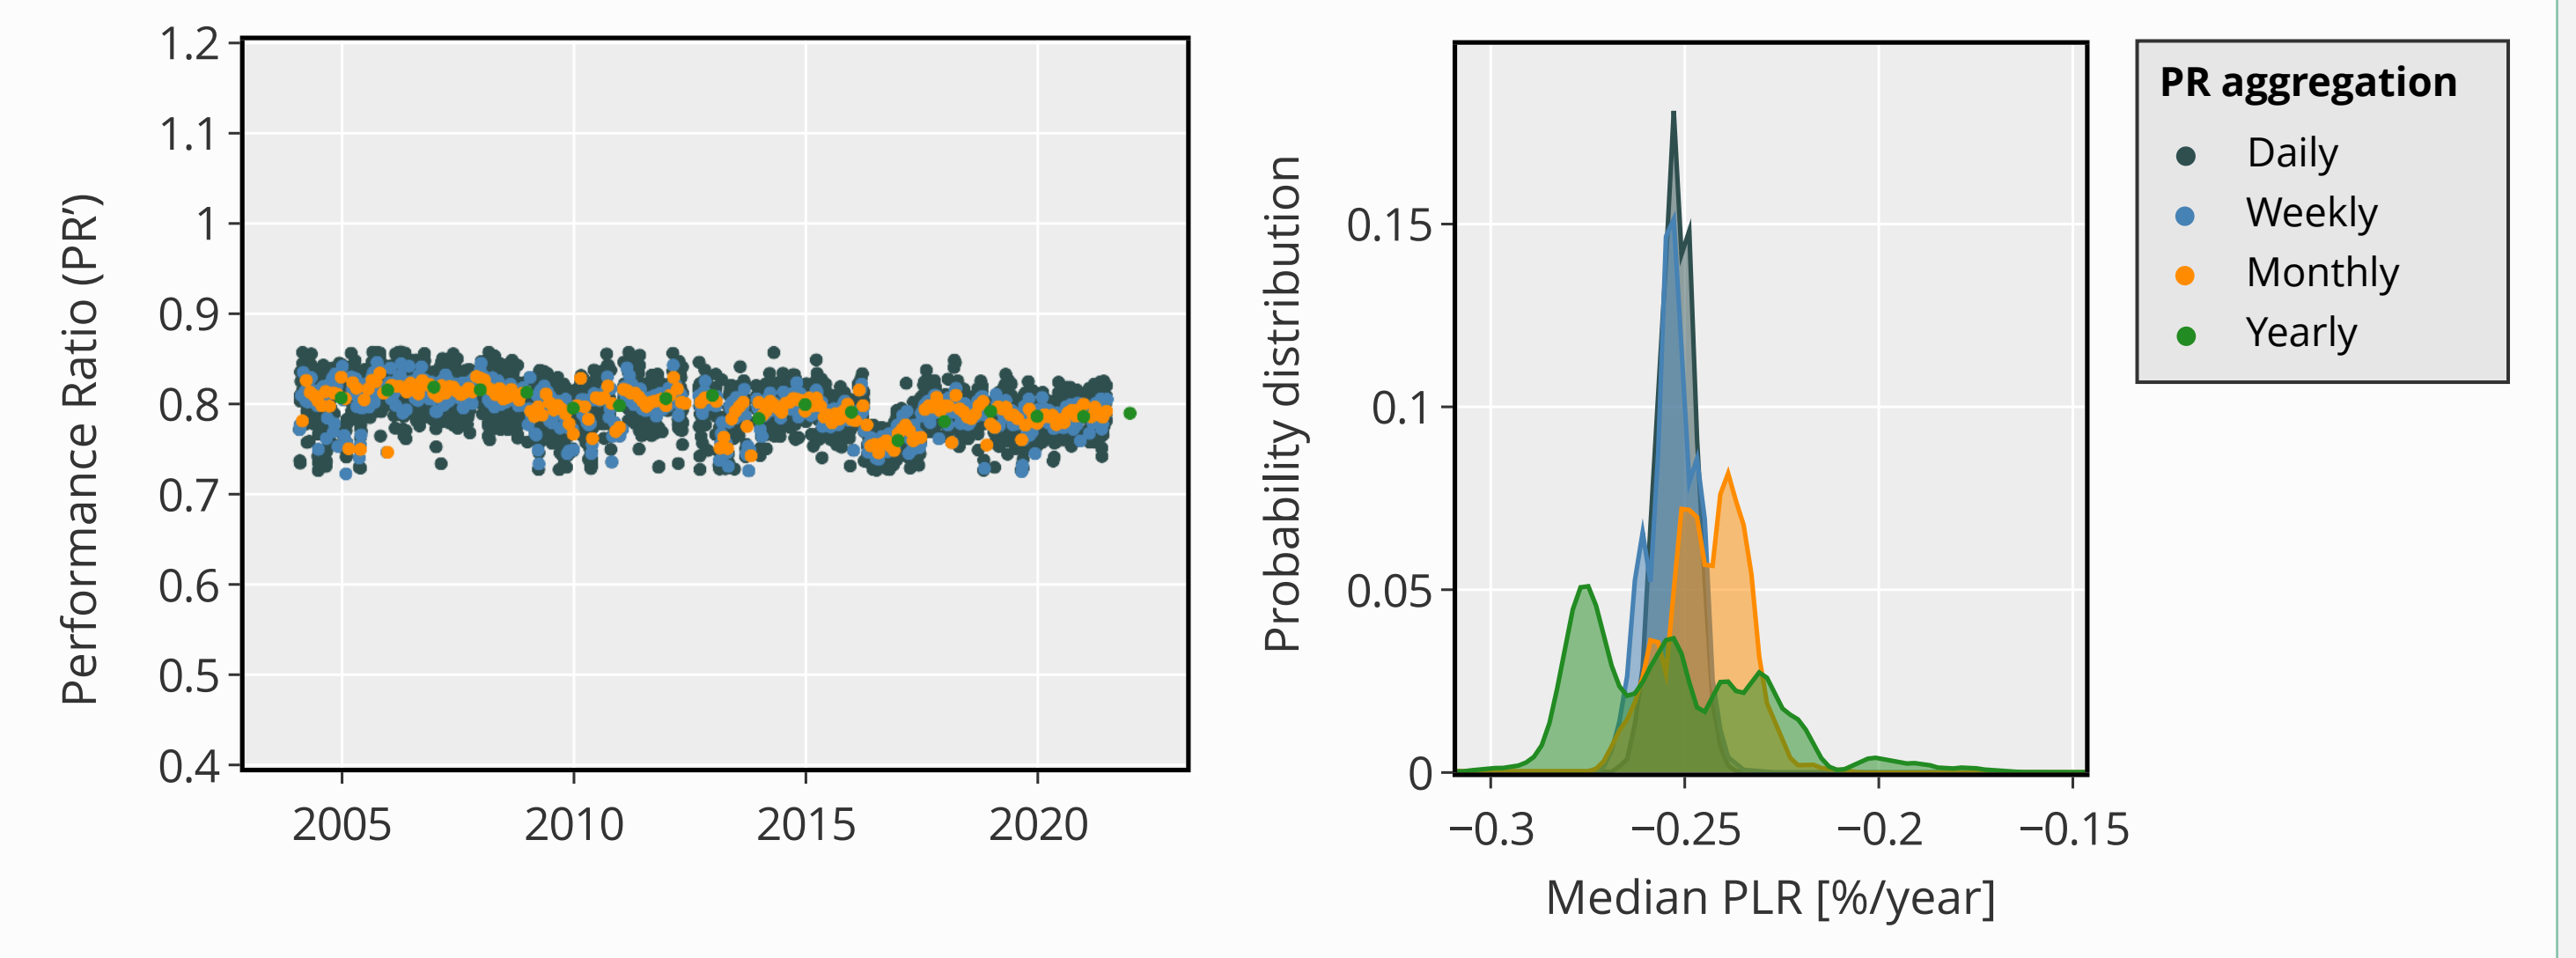 Performance Ratio (PR’)
1.2
1.1
1
0.9
0.8
0.7
0.6
0.5
0.4
2005 2010 2015 2020
Probability distribution
0.15
0.1
0.05
0
−0.3 −0.25 −0.2 −0.15
Median PLR [%/year]
PR aggregation
Daily
Weekly
Monthly
Yearly